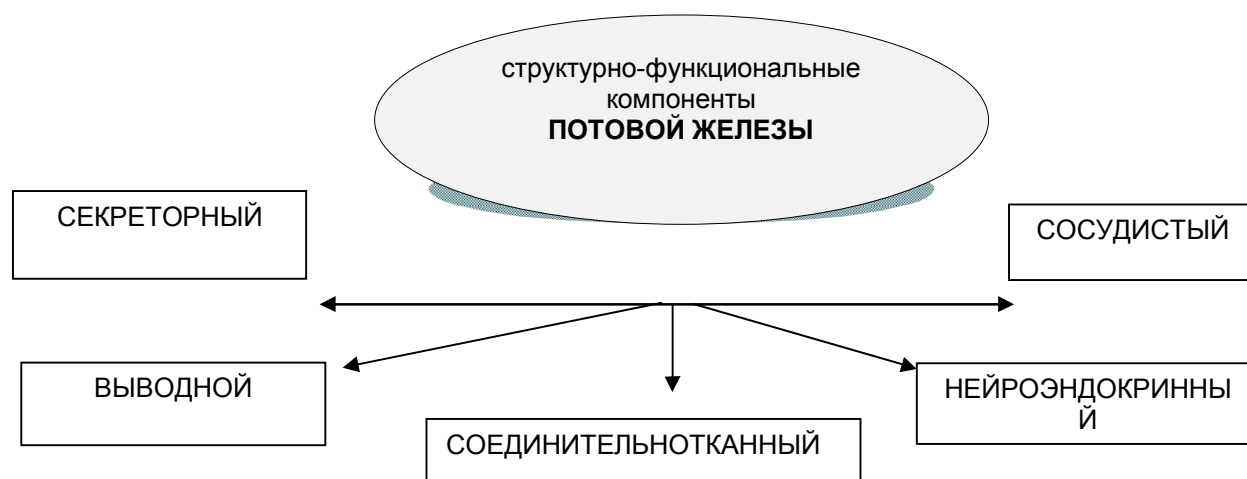 структурно-функциональные
компоненты
ПОТОВОЙ ЖЕЛЕЗЫ
СЕКРЕТОРНЫЙ
СОСУДИСТЫЙ
ВЫВОДНОЙ
НЕЙРОЭНДОКРИННЫ
Й
СОЕДИНИТЕЛЬНОТКАННЫЙ